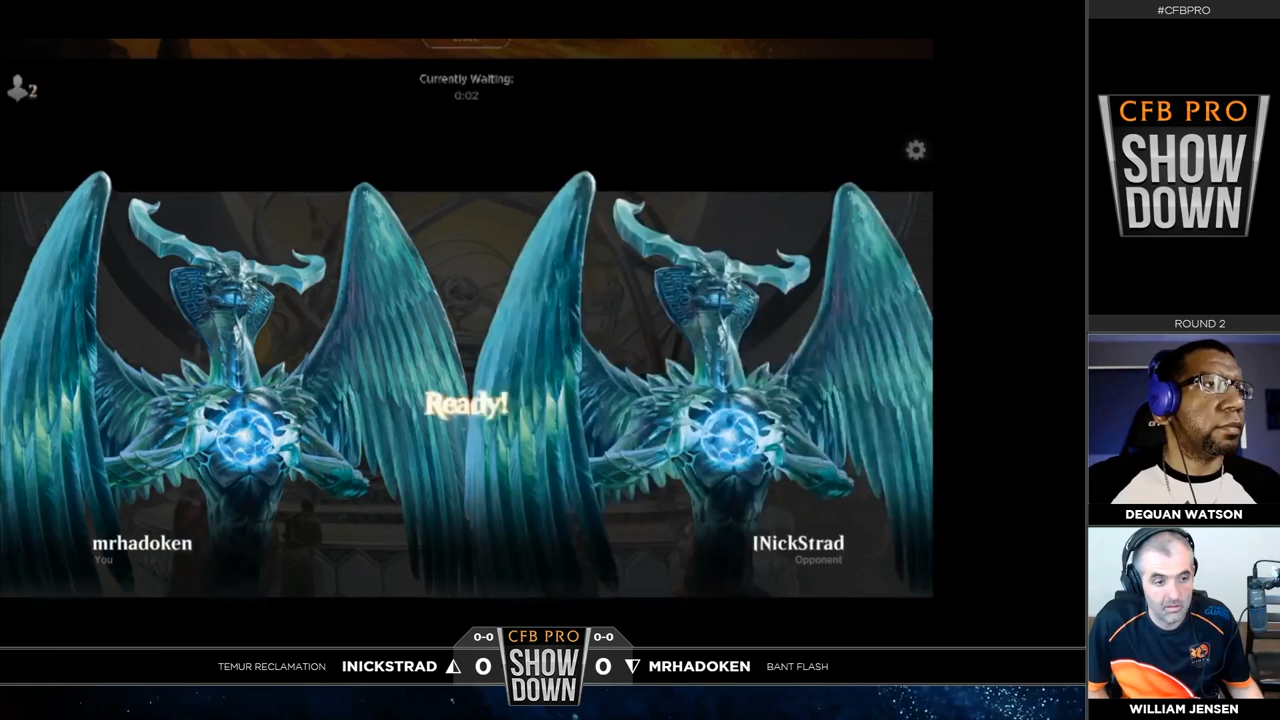 #CFBPRO
CFB PRO
SHOW
DOWN
ROUND 2
DEQUAN WATSON
WILLIAM JENSEN
2
Currently Waiting:
0:02
Ready!
mrhadoken
You
INickStrad
Opponent
TEMUR RECLAMATION INICKSTRAD 0 0-0 CFB PRO 0-0 0 MRHADOKEN BANT FLASH
SHOW
DOWN